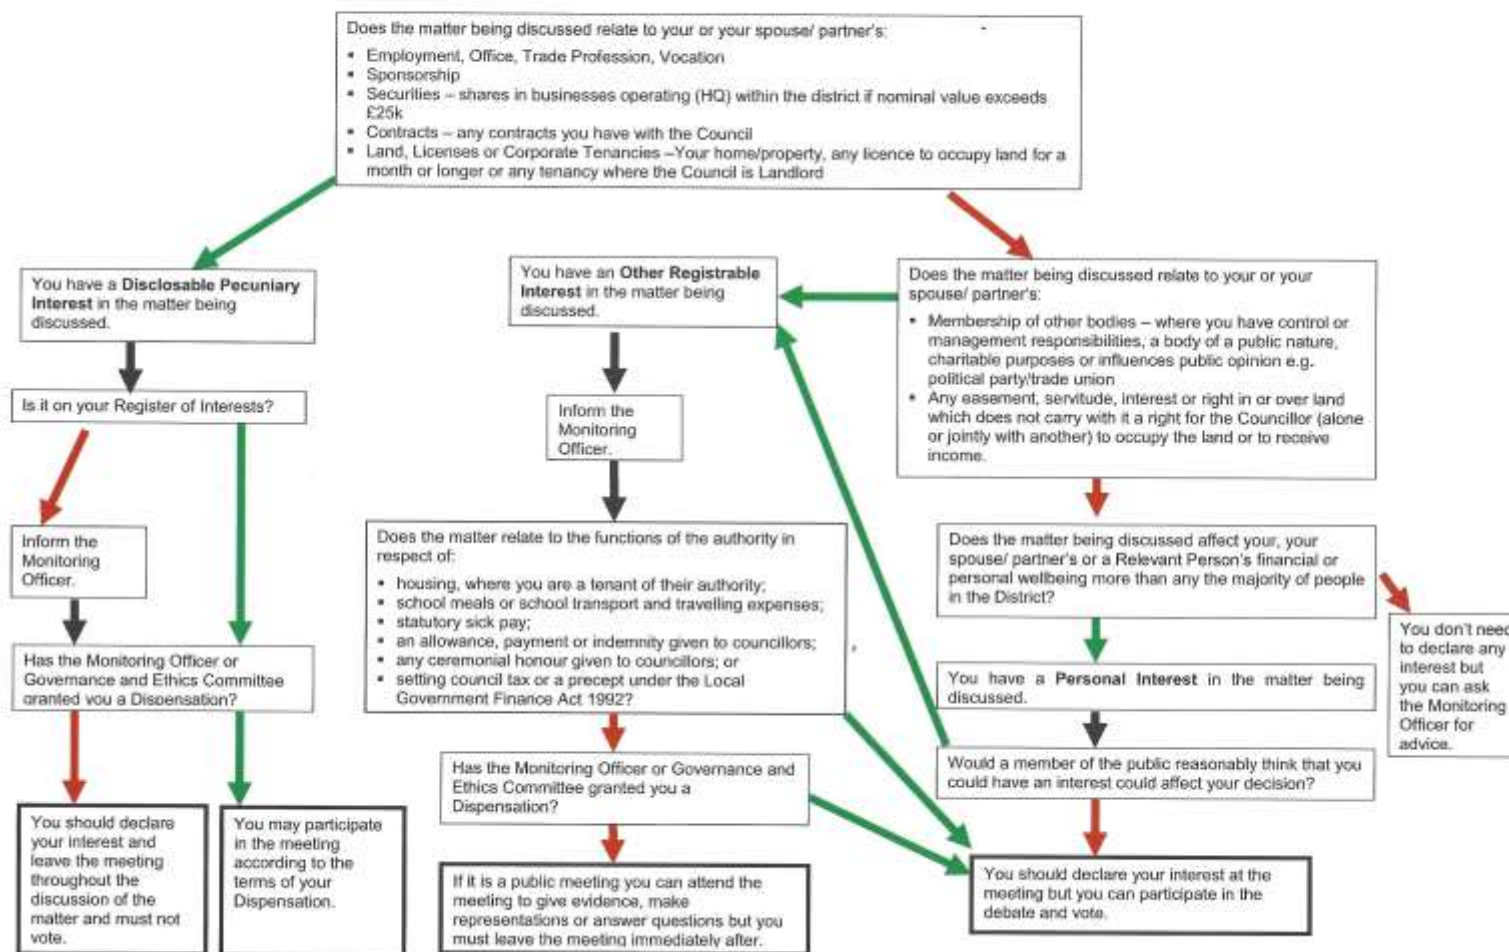 Does the matter being discussed relate to your or your spouse/ partner's:
▪ Employment, Office, Trade Profession, Vocation
▪ Sponsorship
▪ Securities – shares in businesses operating (HQ) within the district if nominal value exceeds
£25k
▪ Contracts – any contracts you have with the Council
▪ Land, Licenses or Corporate Tenancies –Your home/property, any licence to occupy land for a
month or longer or any tenancy where the Council is Landlord
You have a Disclosable Pecuniary
Interest in the matter being
discussed.
Is it on your Register of Interests?
Inform the
Monitoring
Officer.
Has the Monitoring Officer or
Governance and Ethics Committee
granted you a Dispensation?
You should declare
your interest and
leave the meeting
throughout the
discussion of the
matter and must not
vote.
You may participate
in the meeting
according to the
terms of your
Dispensation.
You have an Other Registrable
Interest in the matter being
discussed.
Inform the
Monitoring
Officer.
Does the matter relate to the functions of the authority in
respect of:
▪ housing, where you are a tenant of their authority;
▪ school meals or school transport and travelling expenses;
▪ statutory sick pay;
▪ an allowance, payment or indemnity given to councillors;
▪ any ceremonial honour given to councillors; or
▪ setting council tax or a precept under the Local
Government Finance Act 1992?
Has the Monitoring Officer or Governance and
Ethics Committee granted you a
Dispensation?
If it is a public meeting you can attend the
meeting to give evidence, make
representations or answer questions but you
must leave the meeting immediately after.
Does the matter being discussed relate to your or your
spouse/ partner's:
• Membership of other bodies – where you have control or
management responsibilities, a body of a public nature,
charitable purposes or influences public opinion e.g.
political party/trade union
• Any easement, servitude, interest or right in or over land
which does not carry with it a right for the Councillor (alone
or jointly with another) to occupy the land or to receive
income.
Does the matter being discussed affect your, your
spouse/ partner's or a Relevant Person's financial or
personal wellbeing more than any the majority of people
in the District?
You don't need
to declare any
interest but
you can ask
the Monitoring
Officer for
advice.
You have a Personal Interest in the matter being
discussed.
Would a member of the public reasonably think that you
could have an interest could affect your decision?
You should declare your interest at the
meeting but you can participate in the
debate and vote.